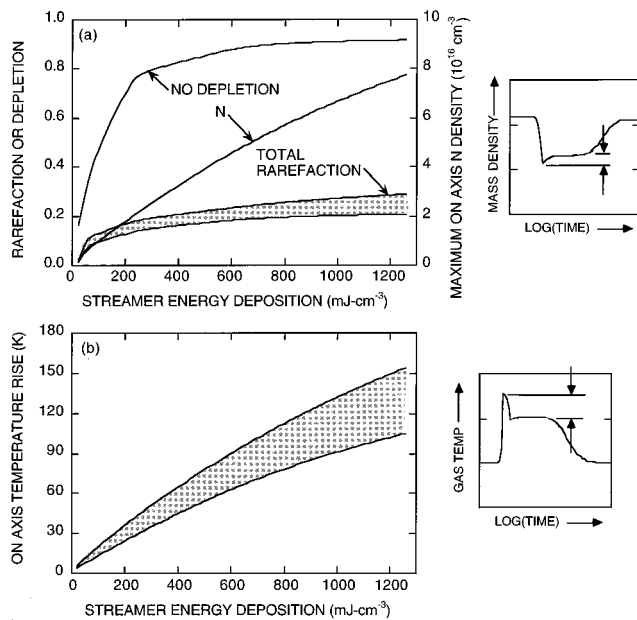 (a)
RAREFACTION OR DEPLETION
1.0
0.8
0.6
0.4
0.2
0.0
NO DEPLETION
N
TOTAL
RAREFACTION
10
8
6
4
2
0
MAXIMUM ON AXIS N DENSITY (10¹⁶ cm⁻³)
0 200 400 600 800 1000 1200
STREAMER ENERGY DEPOSITION (mJ-cm⁻³)
MASS DENSITY
LOG(TIME)
(b)
ON AXIS TEMPERATURE RISE (K)
180
150
120
90
60
30
0
0 200 400 600 800 1000 1200
STREAMER ENERGY DEPOSITION (mJ-cm⁻³)
GAS TEMP
LOG(TIME)